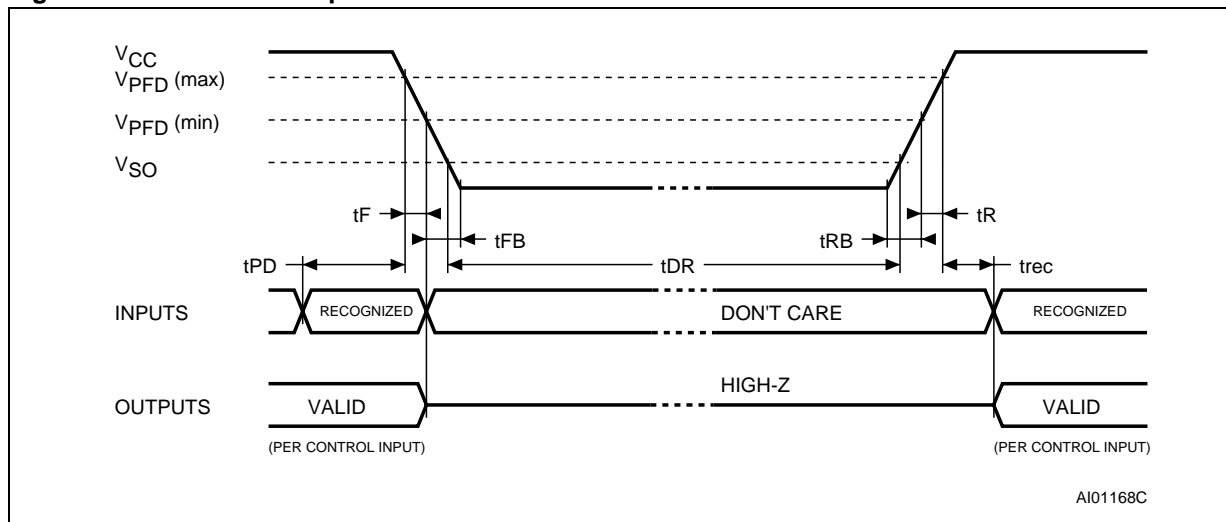 VCC
VPFD (max)
VPFD (min)
VSO
tF
tFB
tR
tRB
tPD
tDR
trec
INPUTS
RECOGNIZED
DON'T CARE
RECOGNIZED
HIGH-Z
OUTPUTS
VALID
VALID
(PER CONTROL INPUT)
(PER CONTROL INPUT)
AI01168C